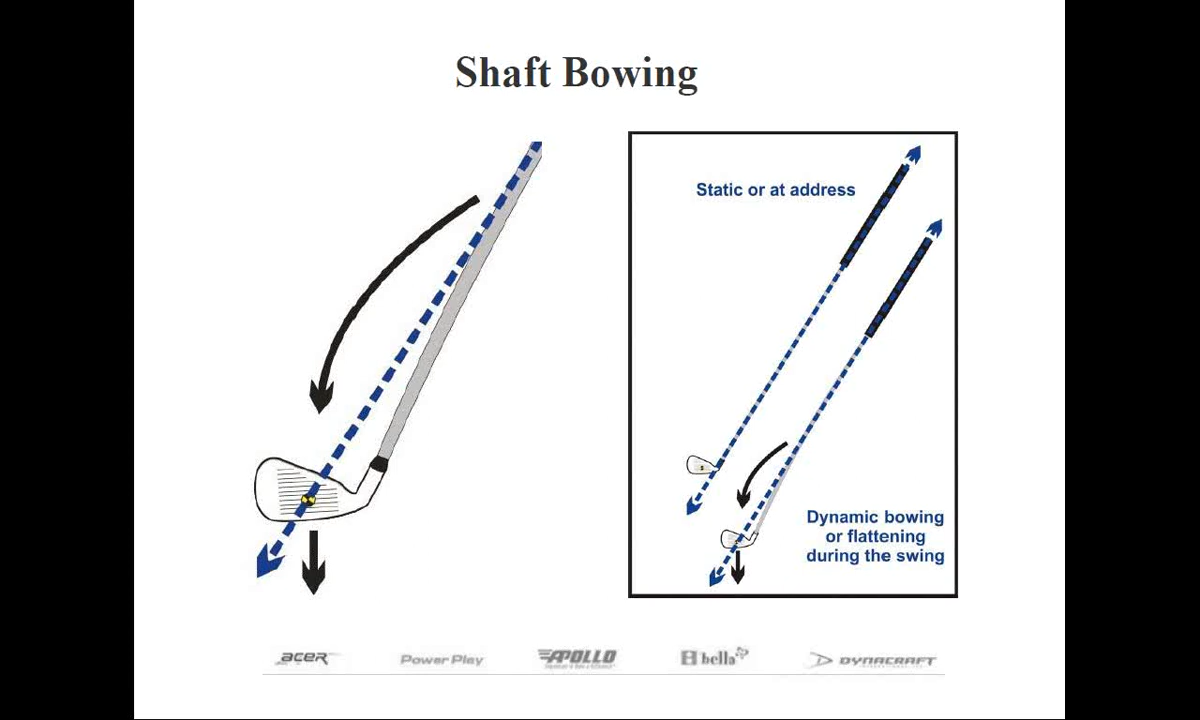 Shaft Bowing
Static or at address
Dynamic bowing
or flattening
during the swing
ACER
Power Play
APOLLO
bella
DYNACRAFT